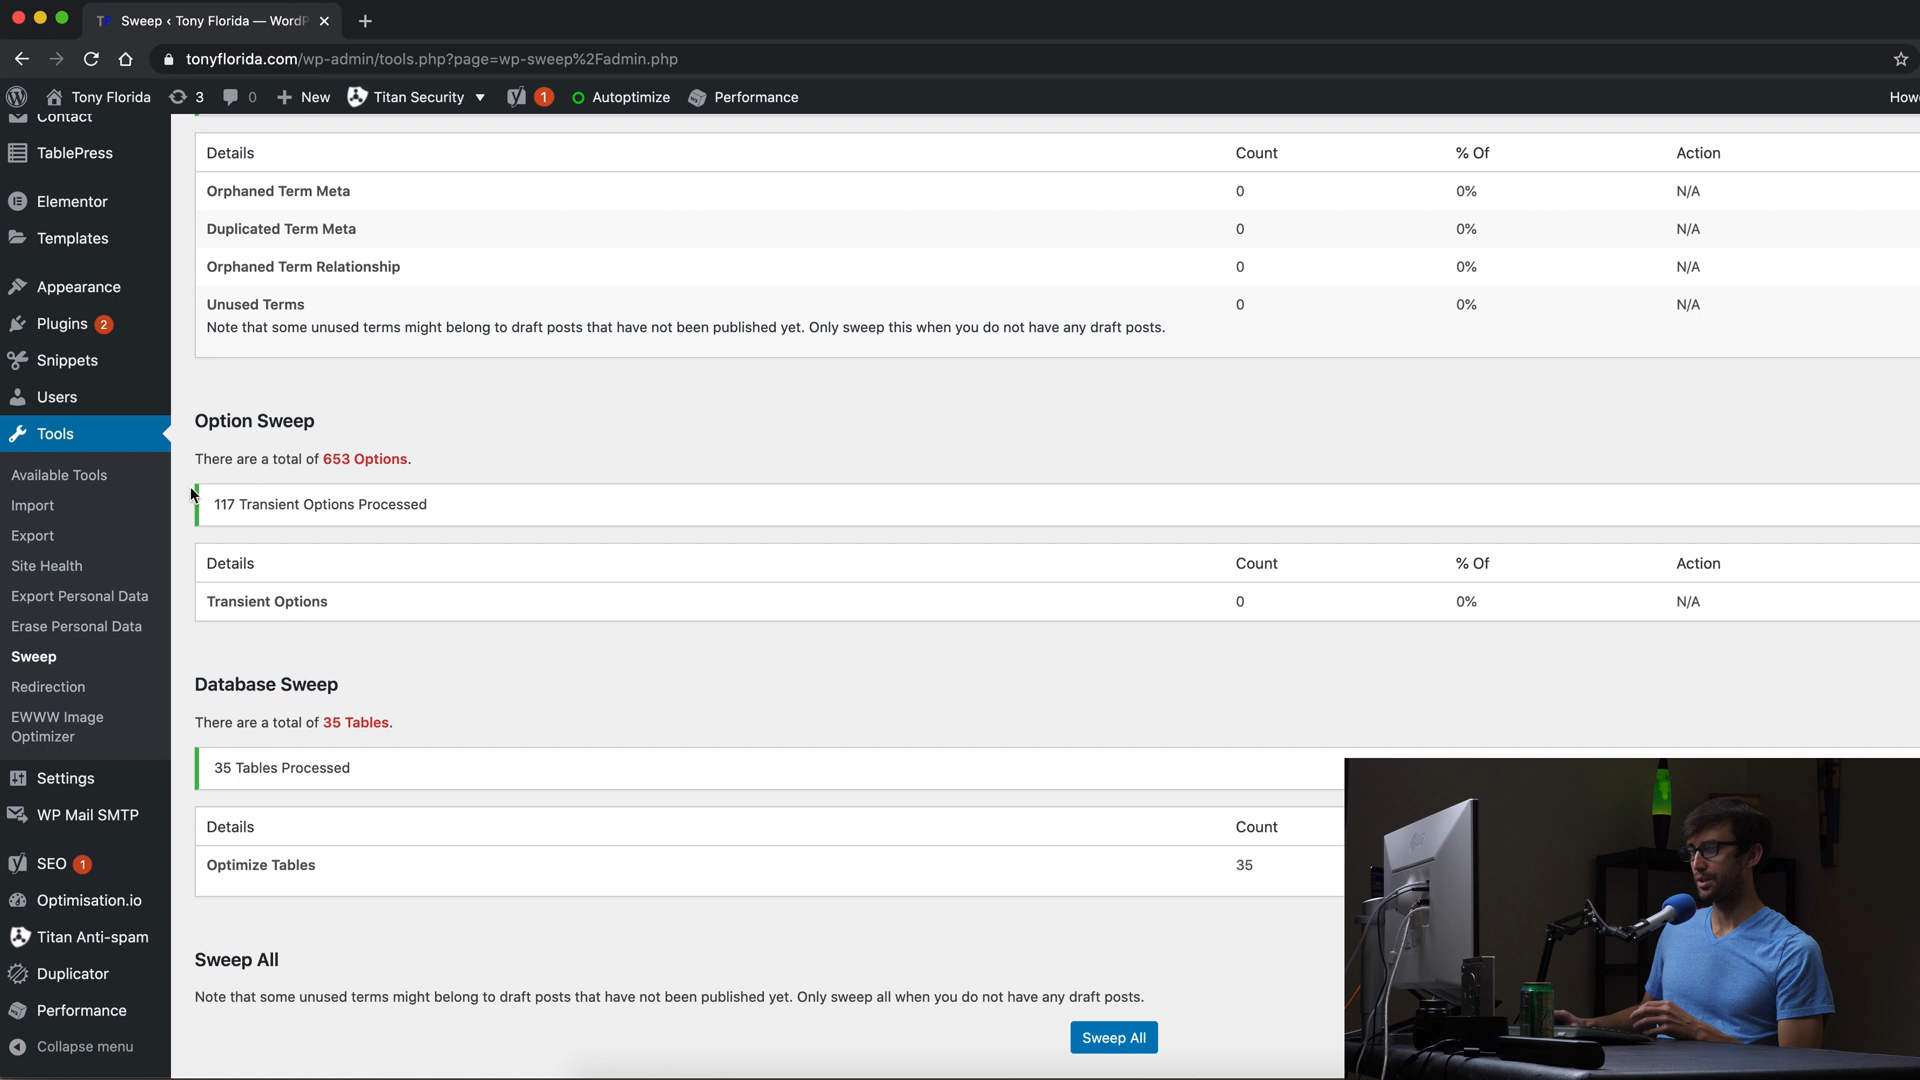 Sweep ‹ Tony Florida — WordP
tonyflorida.com/wp-admin/tools.php?page=wp-sweep%2Fadmin.php
Tony Florida 3 0 New Titan Security 1 Autoptimize Performance How
Contact
TablePress
Elementor
Templates
Appearance
Plugins 2
Snippets
Users
Tools
Available Tools
Import
Export
Site Health
Export Personal Data
Erase Personal Data
Sweep
Redirection
EWWW Image
Optimizer
Settings
WP Mail SMTP
SEO 1
Optimisation.io
Titan Anti-spam
Duplicator
Performance
Collapse menu
Details Count % Of Action
Orphaned Term Meta 0 0% N/A
Duplicated Term Meta 0 0% N/A
Orphaned Term Relationship 0 0% N/A
Unused Terms 0 0% N/A
Note that some unused terms might belong to draft posts that have not been published yet. Only sweep this when you do not have any draft posts.
Option Sweep
There are a total of 653 Options.
117 Transient Options Processed
Details Count % Of Action
Transient Options 0 0% N/A
Database Sweep
There are a total of 35 Tables.
35 Tables Processed
Details Count
Optimize Tables 35
Sweep All
Note that some unused terms might belong to draft posts that have not been published yet. Only sweep all when you do not have any draft posts.
Sweep All